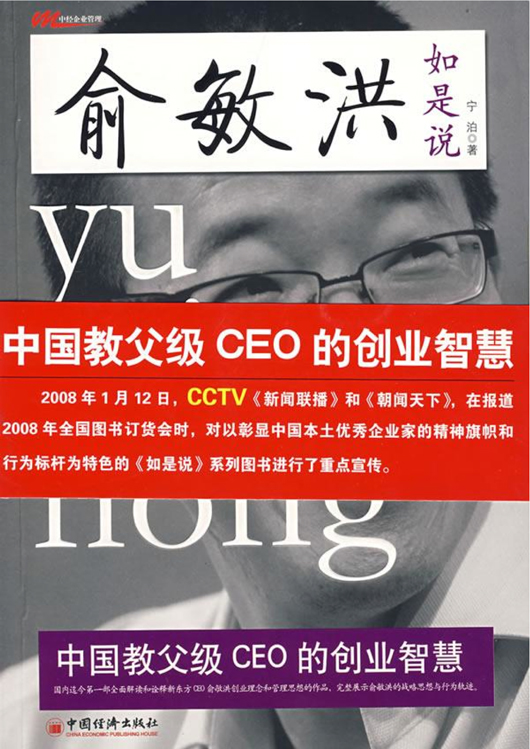 中经企业管理
俞敏洪
如是说
宁泊◎著
yu
中国教父级 CEO 的创业智慧
2008 年 1 月 12 日，CCTV《新闻联播》和《朝闻天下》，在报道
2008 年全国图书订货会时，对以彰显中国本土优秀企业家的精神旗帜和
行为标杆为特色的《如是说》系列图书进行了重点宣传。
hong
中国教父级 CEO 的创业智慧
国内迄今第一部全面解读和诠释新东方CEO俞敏洪创业理念和管理思想的作品，完整展示俞敏洪的战略思想与行为轨迹。
中国经济出版社
CHINA ECONOMIC PUBLISHING HOUSE